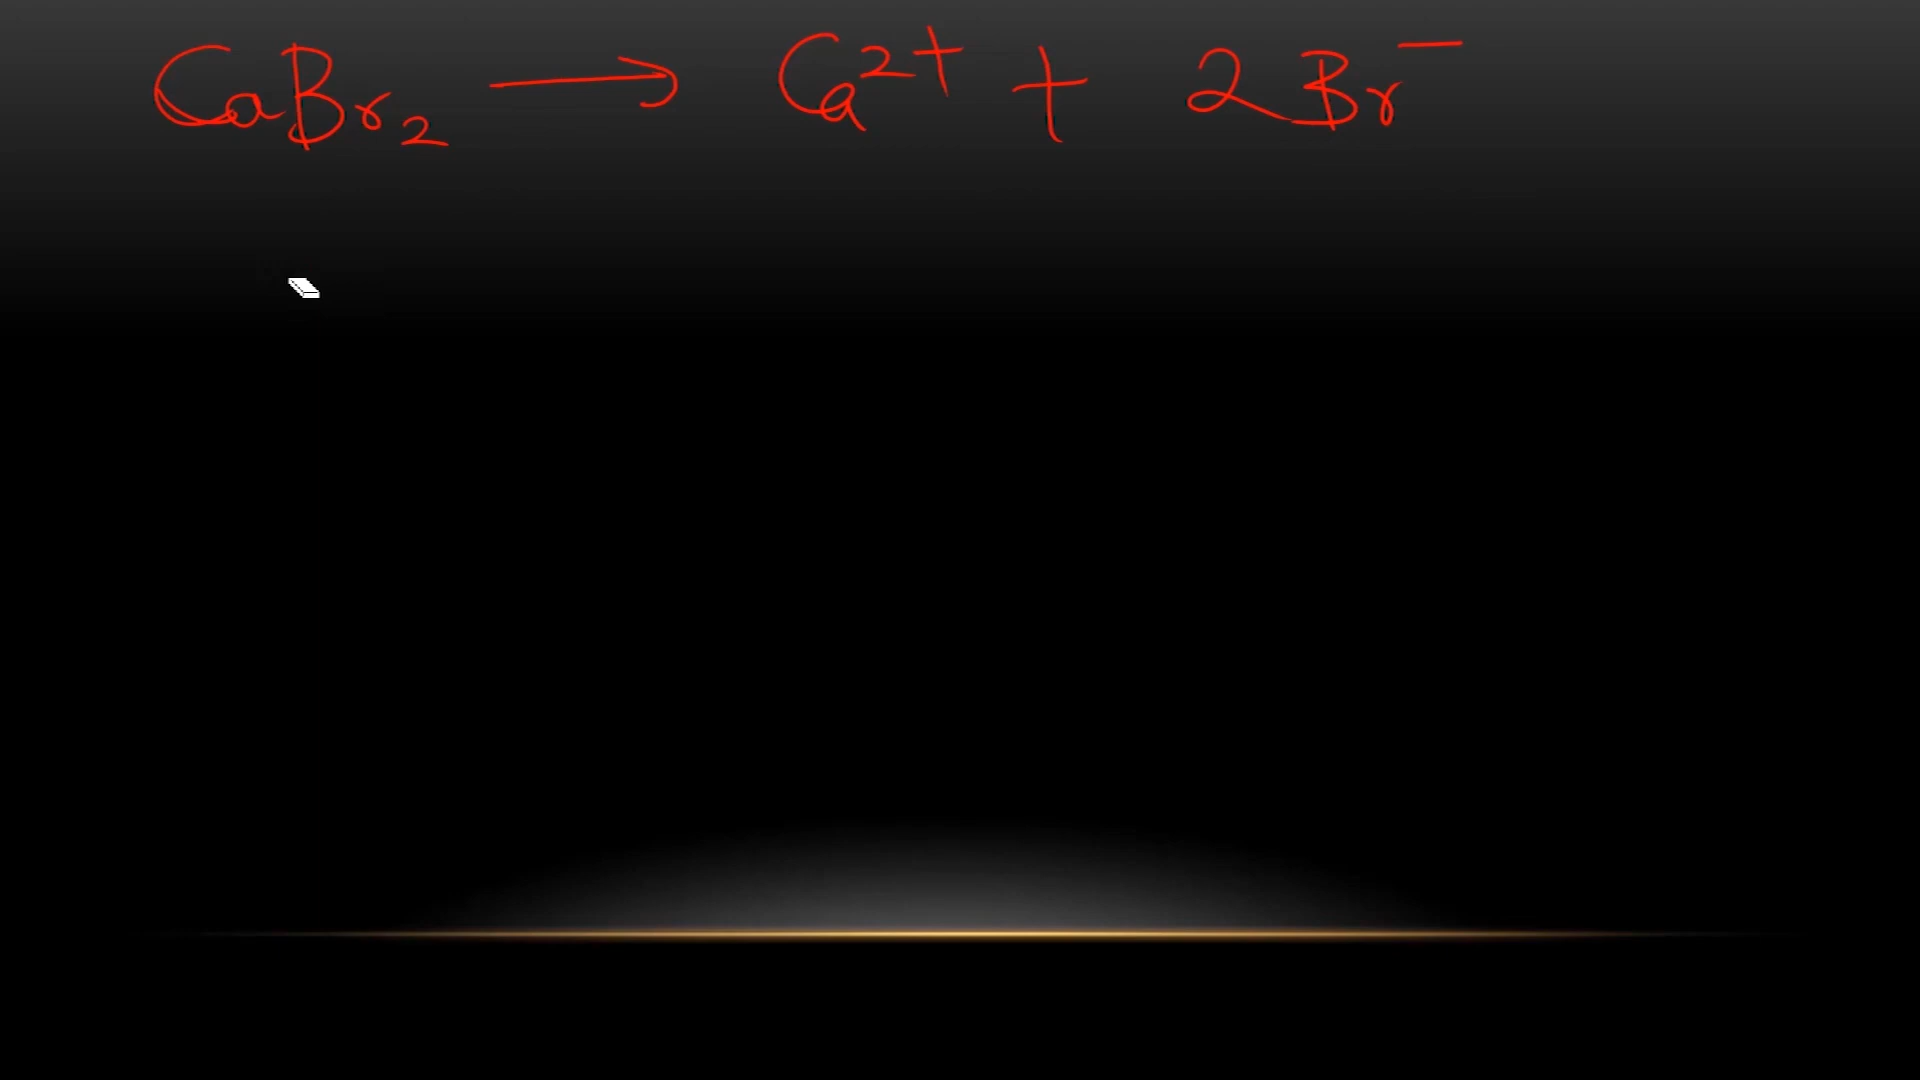 CaBr₂ → Ca²⁺ + 2Br⁻